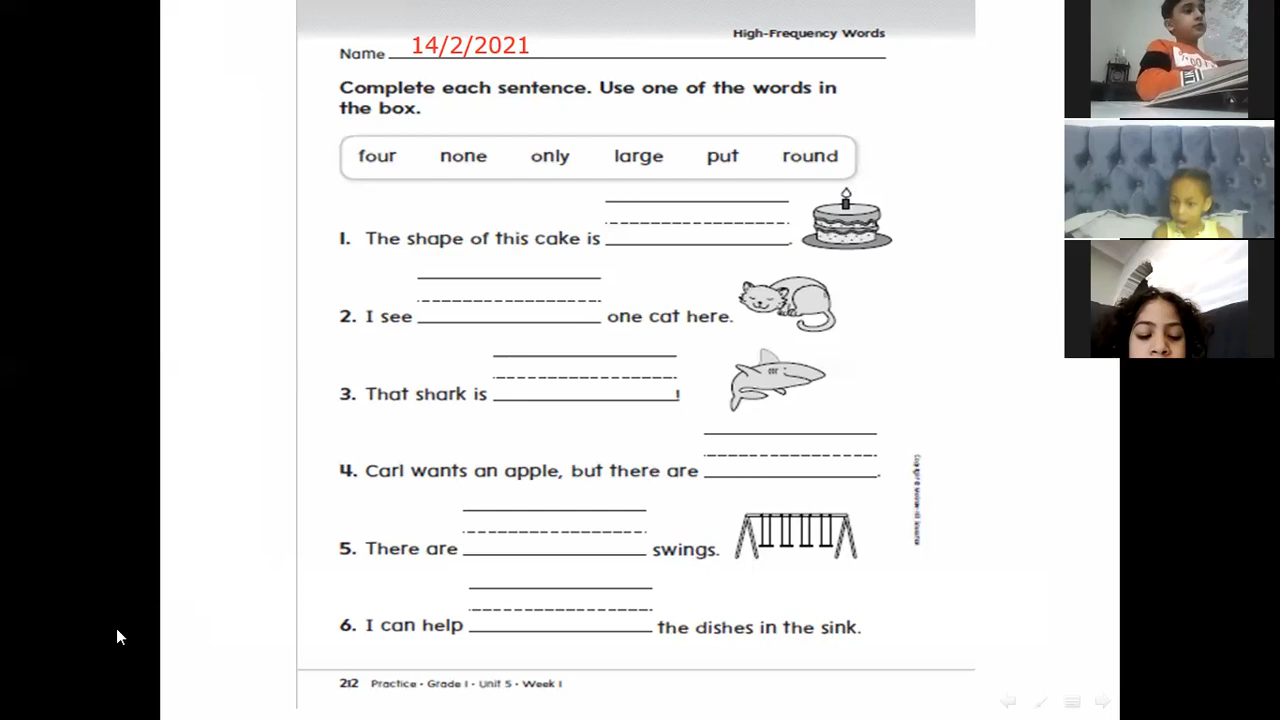 High-Frequency Words
Name 14/2/2021
Complete each sentence. Use one of the words in
the box.
four none only large put round
1. The shape of this cake is .
2. I see one cat here.
3. That shark is !
4. Carl wants an apple, but there are .
5. There are swings.
6. I can help the dishes in the sink.
212 Practice • Grade 1 • Unit 5 • Week 1